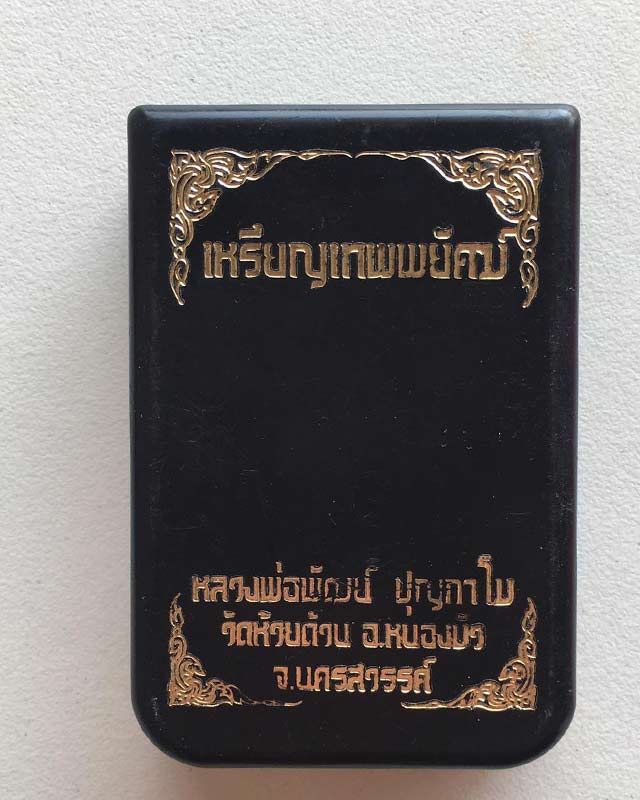 เหรียญเทพพยัคฆ์
หลวงพ่อพัฒน์ ปุญฺญกาโม
วัดห้วยด้วน อ.หนองบัว
จ.นครสวรรค์